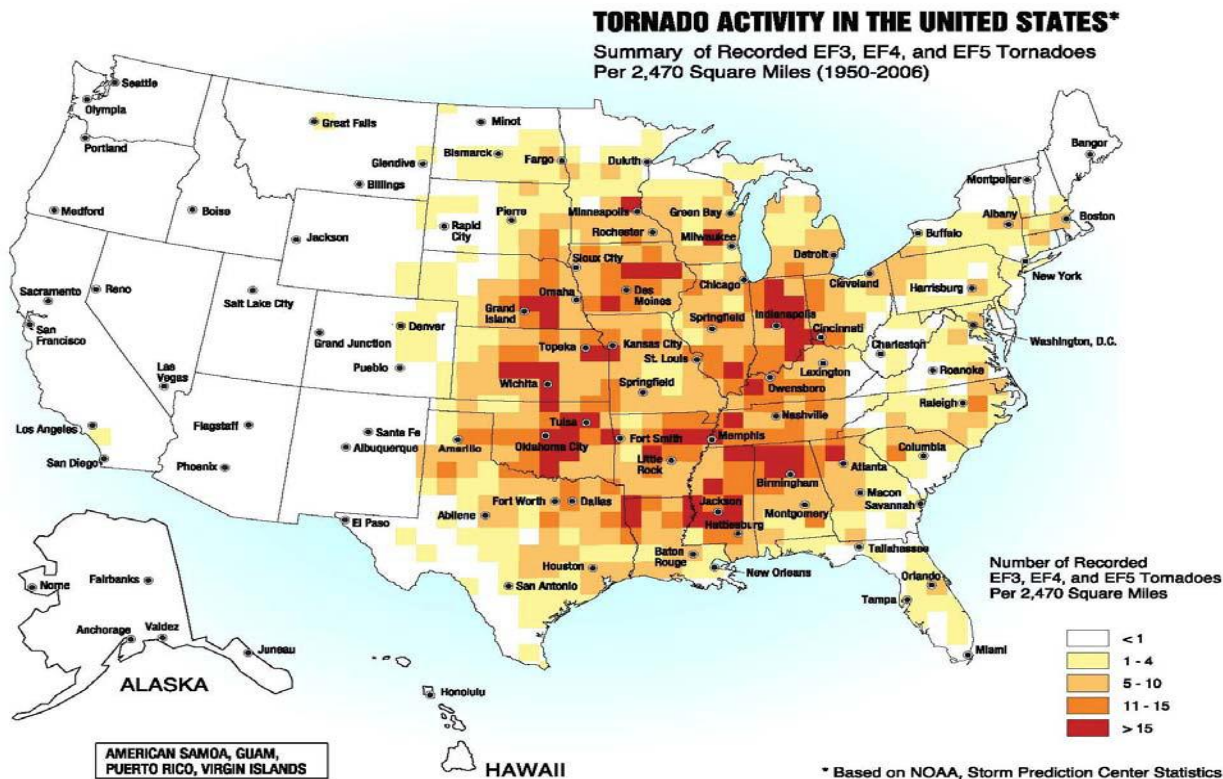 TORNADO ACTIVITY IN THE UNITED STATES*
Summary of Recorded EF3, EF4, and EF5 Tornadoes
Per 2,470 Square Miles (1950-2006)
Seattle
Olympia
Portland
Great Falls
Minot
Bismarck
Fargo
Duluth
Bangor
Glendive
Billings
Montpelier
Medford
Boise
Jackson
Rapid
City
Pierre
Minneapolis
Rochester
Green Bay
Milwaukee
Albany
Boston
Buffalo
Detroit
Sioux City
Cleveland
New York
Sacramento
Reno
Salt Lake City
Omaha
Des
Moines
Chicago
Harrisburg
San
Francisco
Grand
Island
Springfield
Indianapolis
Cincinnati
Denver
Grand Junction
Topeka
Kansas City
St. Louis
Charleston
Washington, D.C.
Las
Vegas
Pueblo
Wichita
Springfield
Lexington
Owensboro
Roanoke
Raleigh
Nashville
Los Angeles
Flagstaff
Santa Fe
Albuquerque
Tulsa
Amarillo
Oklahoma City
Fort Smith
Memphis
Columbia
San Diego
Phoenix
Little
Rock
Atlanta
Birmingham
Fort Worth
Dallas
Jackson
Macon
Savannah
Abilene
Montgomery
El Paso
Hattiesburg
Tallahassee
Baton
Rouge
Houston
New Orleans
San Antonio
Orlando
Tampa
Miami
Nome
Fairbanks
Anchorage
Valdez
Juneau
ALASKA
Honolulu
HAWAII
AMERICAN SAMOA, GUAM,
PUERTO RICO, VIRGIN ISLANDS
Number of Recorded
EF3, EF4, and EF5 Tornadoes
Per 2,470 Square Miles
< 1
1 - 4
5 - 10
11 - 15
> 15
* Based on NOAA, Storm Prediction Center Statistics